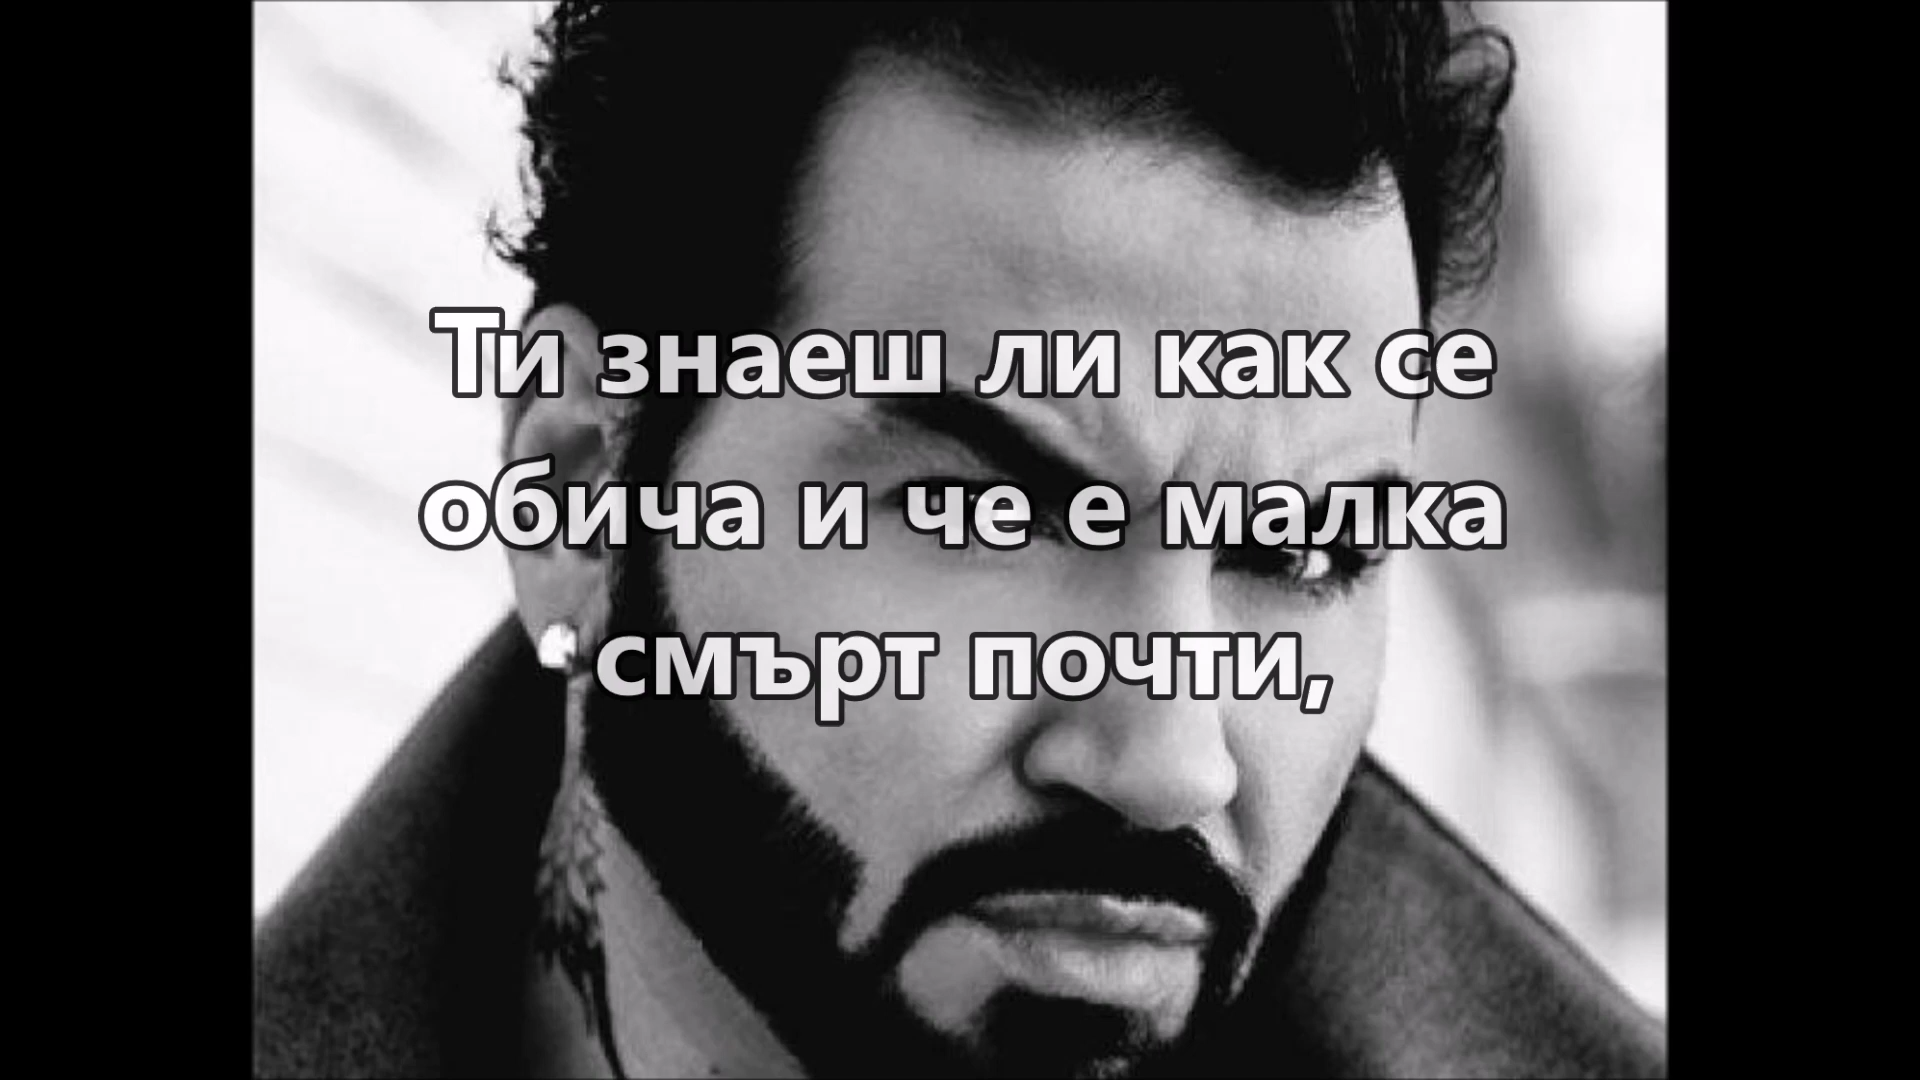 Ти знаеш ли как се
обича и че е малка
смърт почти,